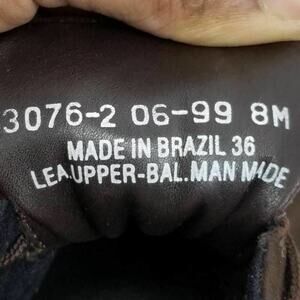 3076-2 06-99 8M
MADE IN BRAZIL 36
LEA.UPPER-BAL.MAN MADE